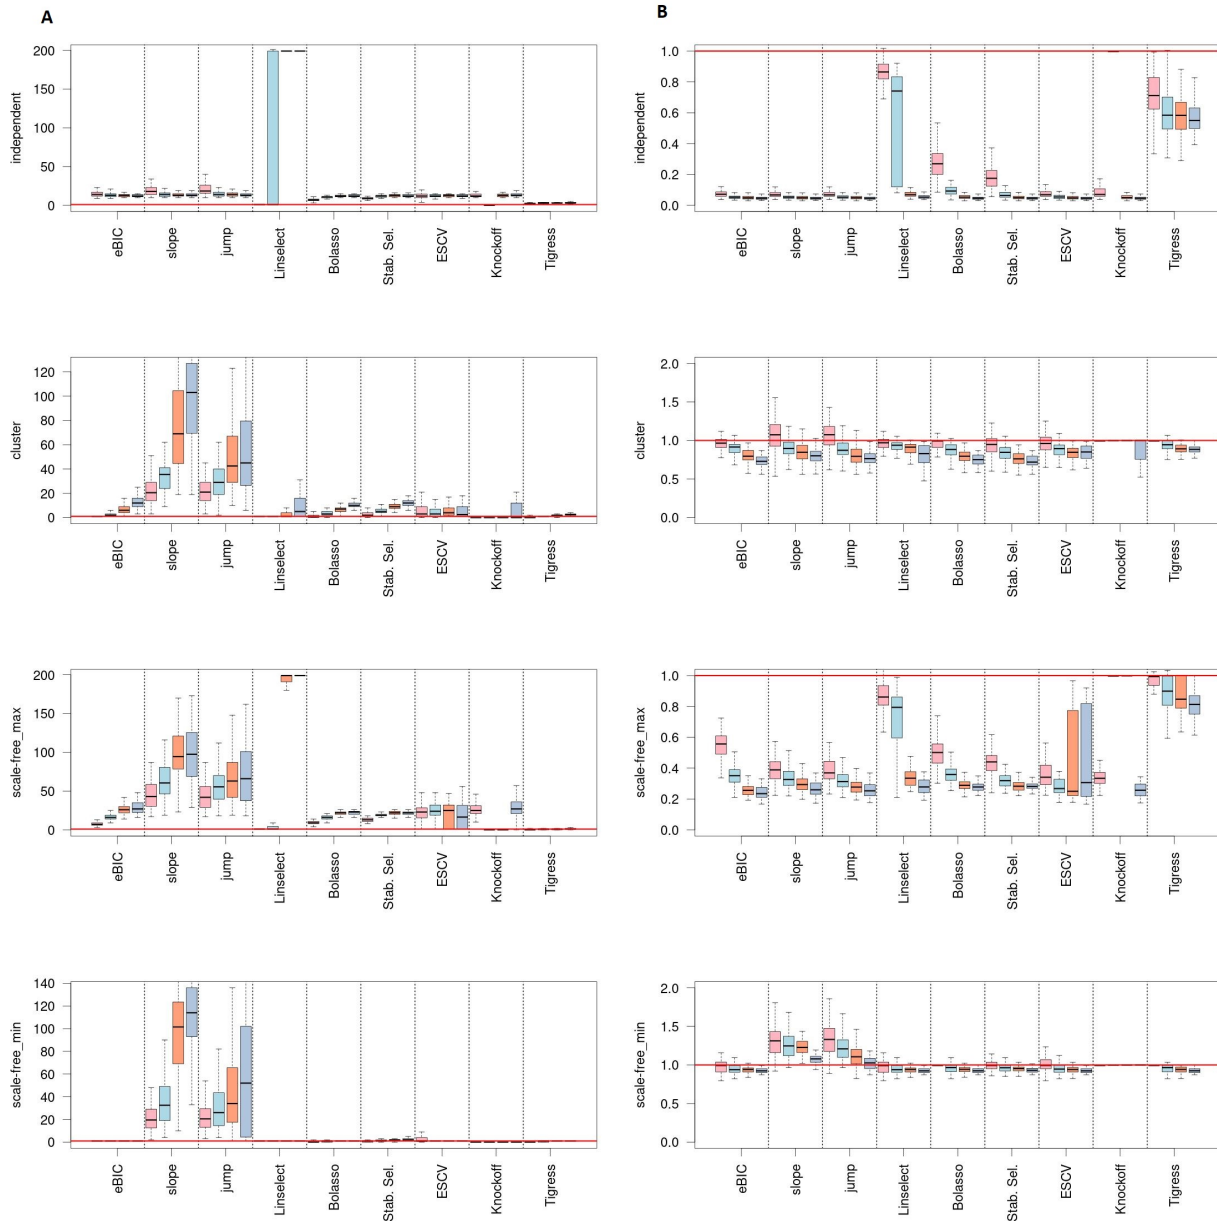 A
B
independent
200
150
100
50
0
eBIC
slope
jump
Linselect
Bolasso
Stab. Sel.
ESCV
Knockoff
Tigress
independent
1.0
0.8
0.6
0.4
0.2
0.0
eBIC
slope
jump
Linselect
Bolasso
Stab. Sel.
ESCV
Knockoff
Tigress
cluster
120
100
80
60
40
20
0
eBIC
slope
jump
Linselect
Bolasso
Stab. Sel.
ESCV
Knockoff
Tigress
cluster
2.0
1.5
1.0
0.5
0.0
eBIC
slope
jump
Linselect
Bolasso
Stab. Sel.
ESCV
Knockoff
Tigress
scale-free_max
200
150
100
50
0
eBIC
slope
jump
Linselect
Bolasso
Stab. Sel.
ESCV
Knockoff
Tigress
scale-free_max
1.0
0.8
0.6
0.4
0.2
0.0
eBIC
slope
jump
Linselect
Bolasso
Stab. Sel.
ESCV
Knockoff
Tigress
scale-free_min
140
120
100
80
60
40
20
0
eBIC
slope
jump
Linselect
Bolasso
Stab. Sel.
ESCV
Knockoff
Tigress
scale-free_min
2.0
1.5
1.0
0.5
0.0
eBIC
slope
jump
Linselect
Bolasso
Stab. Sel.
ESCV
Knockoff
Tigress